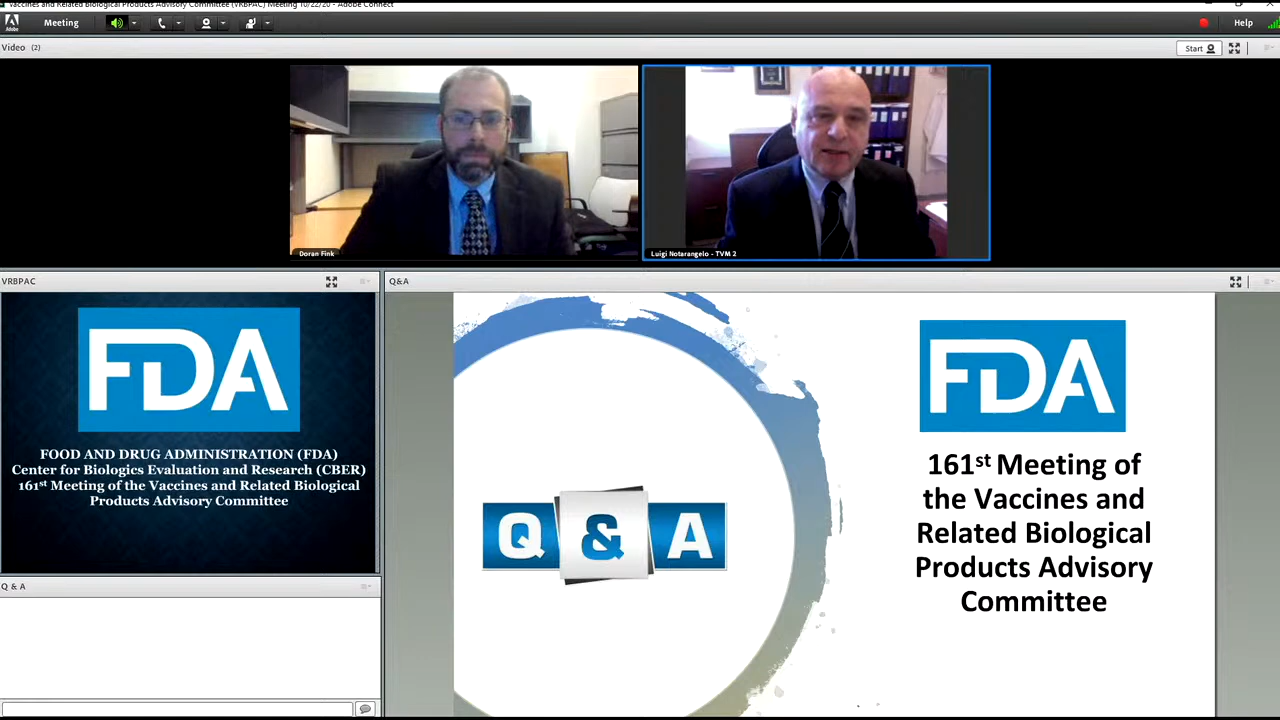 Vaccines and Related Biological Products Advisory Committee (VRBPAC) Meeting 10/22/20 - Adobe Connect
Adobe
Meeting
Help
Video (2)
Start
Doran Fink
Luigi Notarangelo - TVM 2
VRBPAC
FDA
FOOD AND DRUG ADMINISTRATION (FDA)
Center for Biologics Evaluation and Research (CBER)
161st Meeting of the Vaccines and Related Biological
Products Advisory Committee
Q & A
Q&A
Q & A
FDA
161st Meeting of
the Vaccines and
Related Biological
Products Advisory
Committee